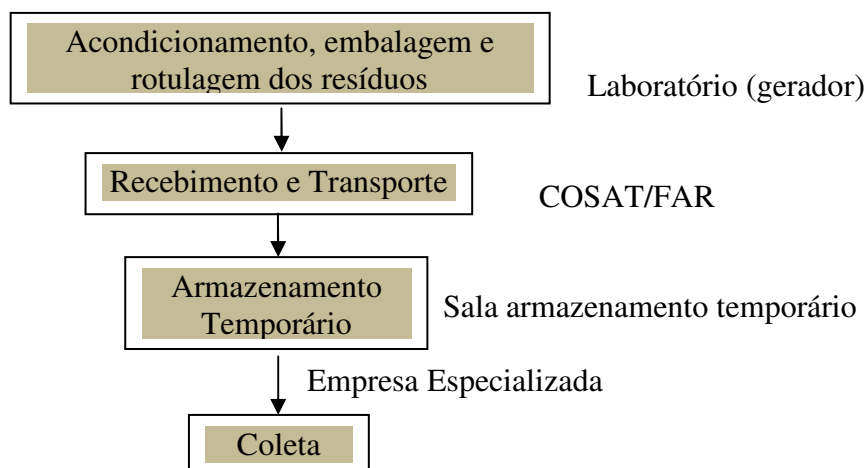 Acondicionamento, embalagem e
rotulagem dos resíduos
Laboratório (gerador)
Recebimento e Transporte
COSAT/FAR
Armazenamento
Temporário
Sala armazenamento temporário
Empresa Especializada
Coleta